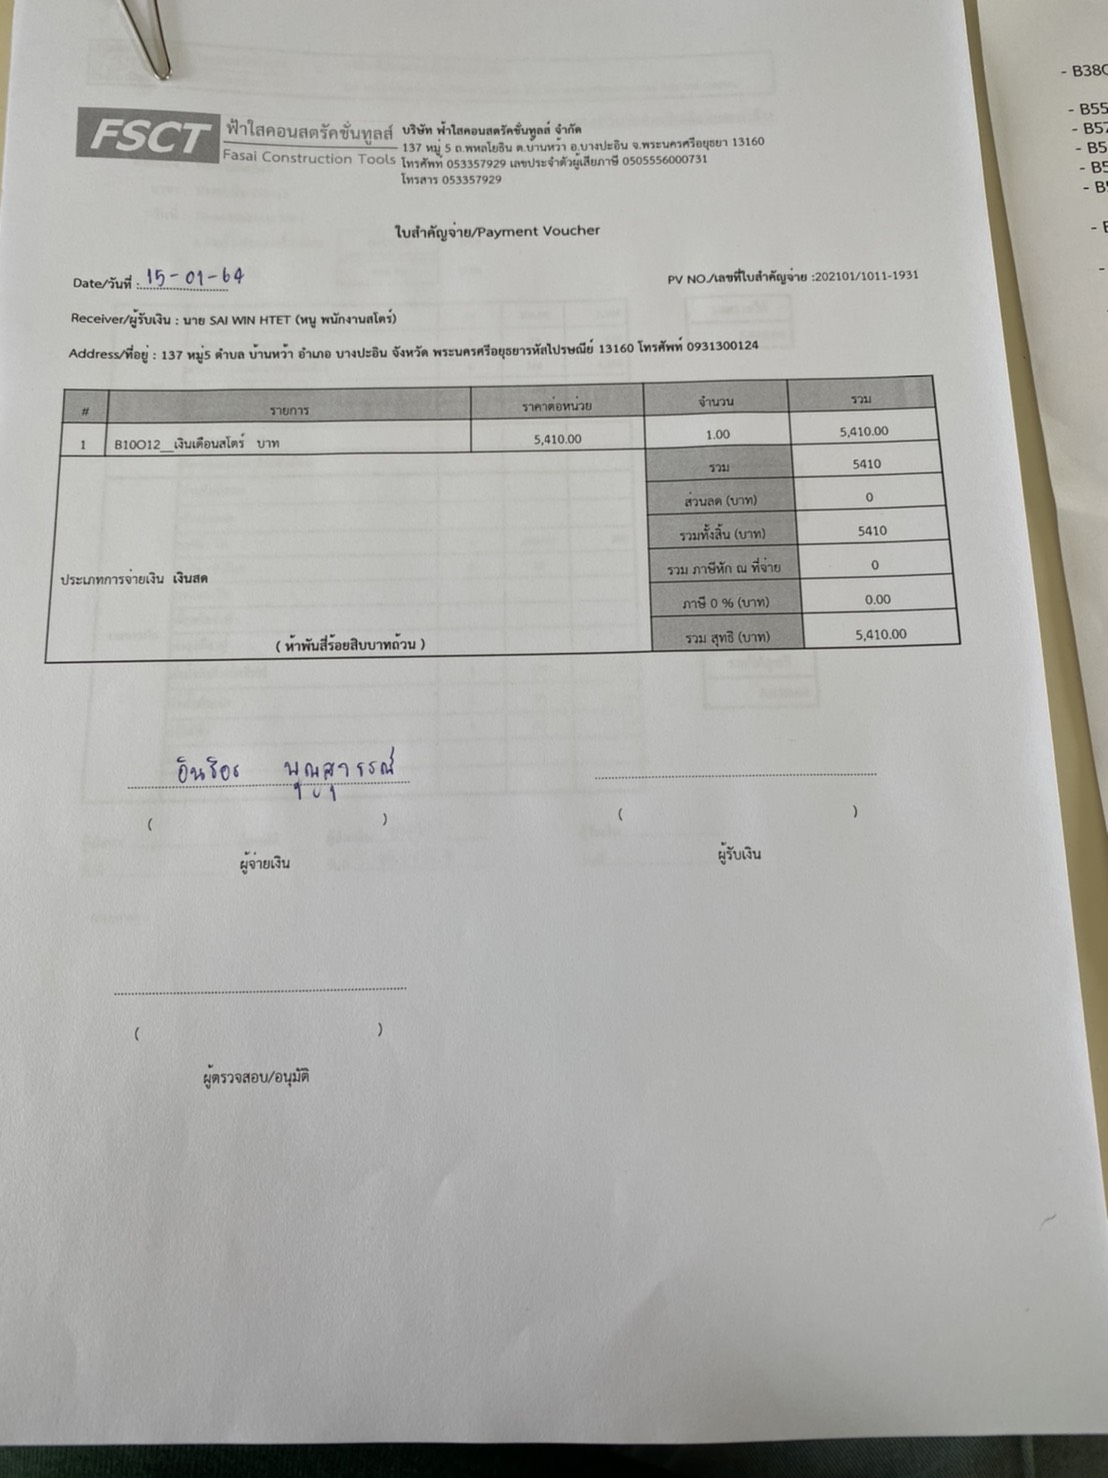 FSCT ฟ้าใสคอนสตรัคชั่นทูลส์
Fasai Construction Tools
บริษัท ฟ้าใสคอนสตรัคชั่นทูลส์ จำกัด
137 หมู่ 5 ถ.พหลโยธิน ต.บ้านหว้า อ.บางปะอิน จ.พระนครศรีอยุธยา 13160
โทรศัพท์ 053357929 เลขประจำตัวผู้เสียภาษี 0505556000731
โทรสาร 053357929
ใบสำคัญจ่าย/Payment Voucher
Date/วันที่ : 15-01-64
PV NO./เลขที่ใบสำคัญจ่าย :202101/1011-1931
Receiver/ผู้รับเงิน : นาย SAI WIN HTET (หนู พนักงานสโตร์)
Address/ที่อยู่ : 137 หมู่5 ตำบล บ้านหว้า อำเภอ บางปะอิน จังหวัด พระนครศรีอยุธยารหัสไปรษณีย์ 13160 โทรศัพท์ 0931300124
# รายการ ราคาต่อหน่วย จำนวน รวม
1 B10O12__เงินเดือนสโตร์ บาท 5,410.00 1.00 5,410.00
รวม 5410
ส่วนลด (บาท) 0
รวมทั้งสิ้น (บาท) 5410
รวม ภาษีหัก ณ ที่จ่าย 0
ประเภทการจ่ายเงิน เงินสด
ภาษี 0 % (บาท) 0.00
( ห้าพันสี่ร้อยสิบบาทถ้วน )
รวม สุทธิ (บาท) 5,410.00
( ) ( )
ผู้จ่ายเงิน ผู้รับเงิน
( )
ผู้ตรวจสอบ/อนุมัติ
- B38
- B55
- B5
- B5